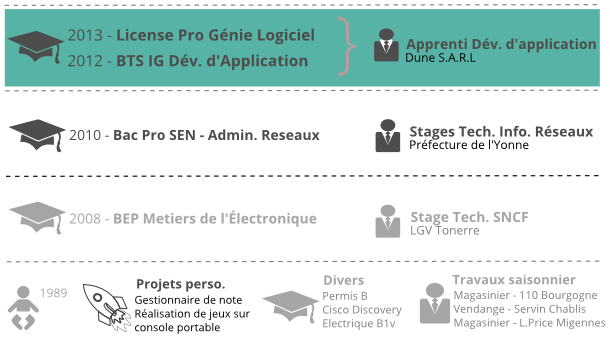 2013 - License Pro Génie Logiciel
2012 - BTS IG Dév. d'Application
Apprenti Dév. d'application
Dune S.A.R.L
2010 - Bac Pro SEN - Admin. Reseaux
Stages Tech. Info. Réseaux
Préfecture de l'Yonne
2008 - BEP Metiers de l'Électronique
Stage Tech. SNCF
LGV Tonerre
1989
Projets perso.
Gestionnaire de note
Réalisation de jeux sur
console portable
Divers
Permis B
Cisco Discovery
Electrique B1v
Travaux saisonnier
Magasinier - 110 Bourgogne
Vendange - Servin Chablis
Magasinier - L.Price Migennes